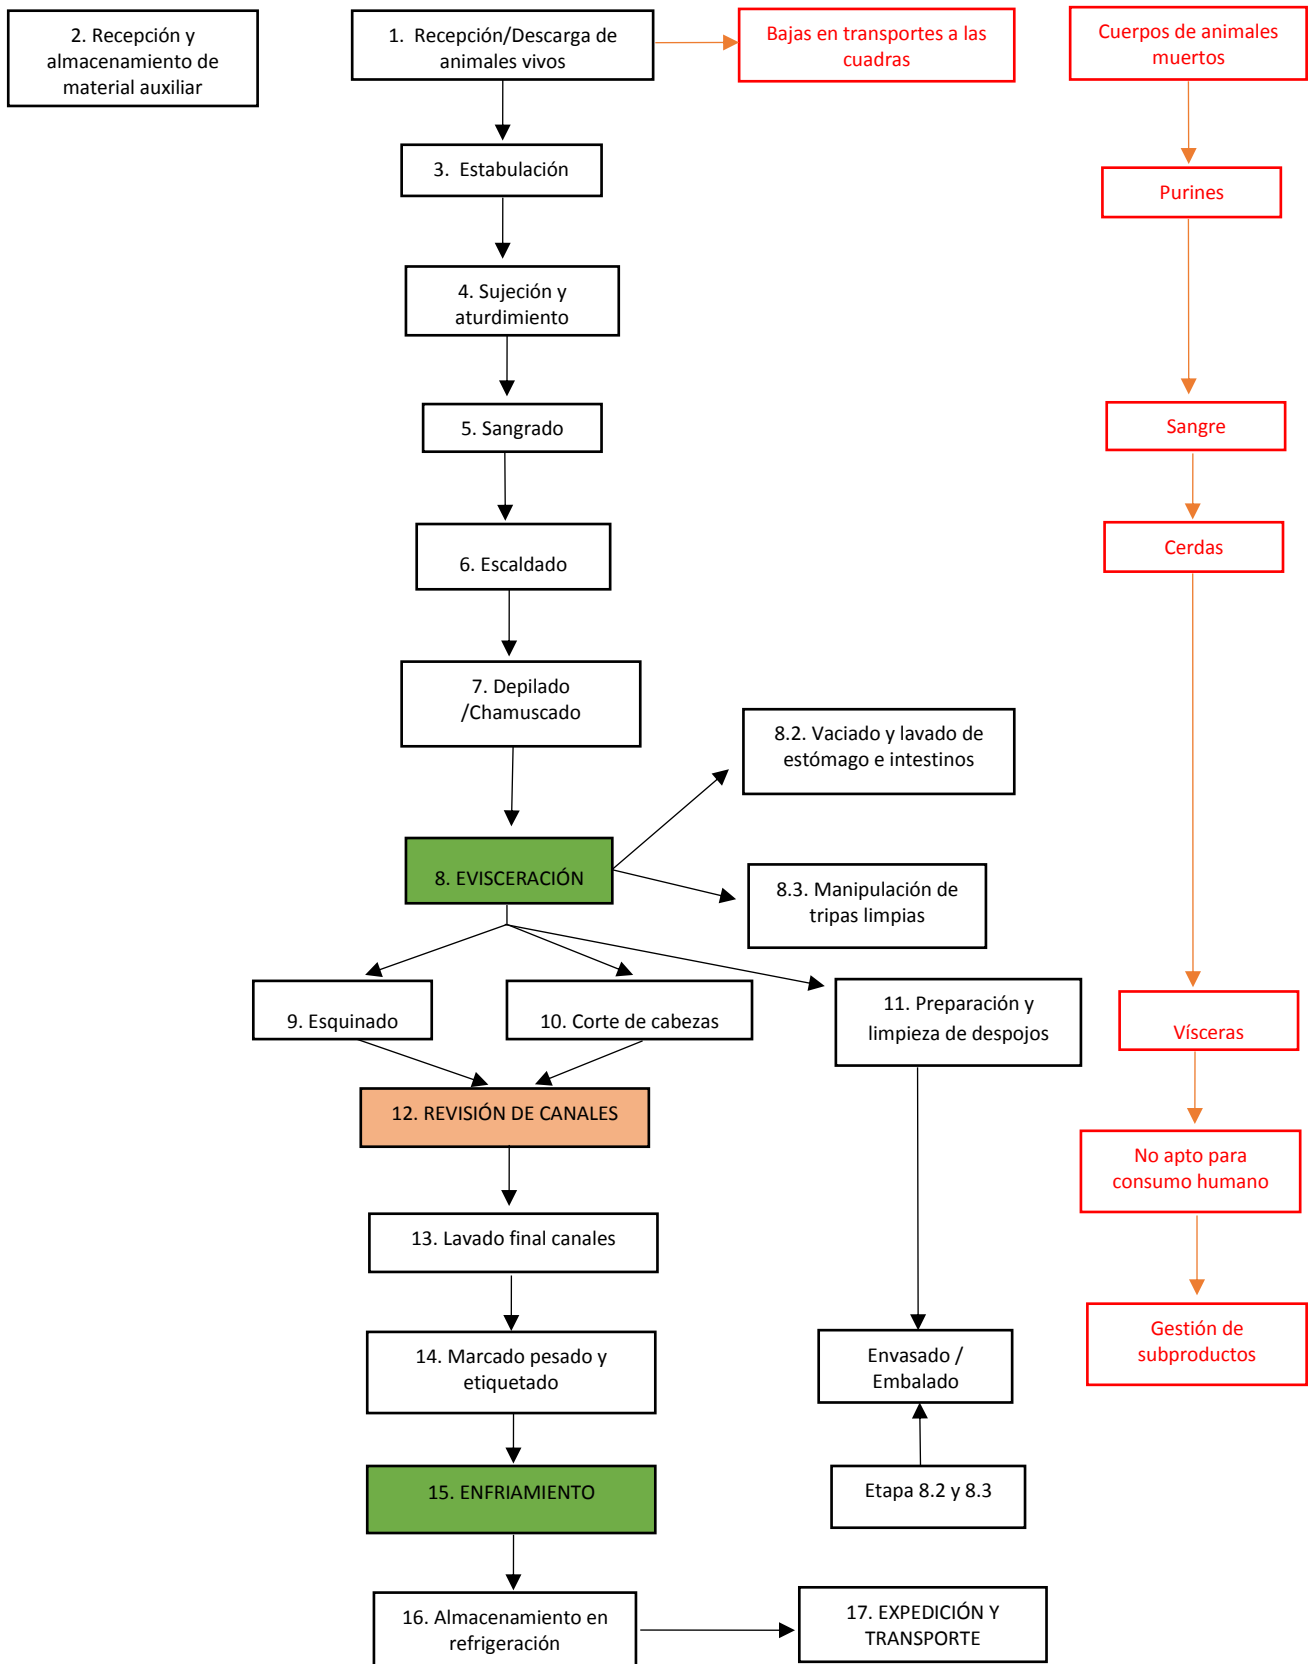 2. Recepción y
almacenamiento de
material auxiliar
1. Recepción/Descarga de
animales vivos
Bajas en transportes a las
cuadras
Cuerpos de animales
muertos
3. Estabulación
Purines
4. Sujeción y
aturdimiento
5. Sangrado
Sangre
6. Escaldado
Cerdas
7. Depilado
/Chamuscado
8.2. Vaciado y lavado de
estómago e intestinos
8. EVISCERACIÓN
8.3. Manipulación de
tripas limpias
9. Esquinado
10. Corte de cabezas
11. Preparación y
limpieza de despojos
Vísceras
12. REVISIÓN DE CANALES
No apto para
consumo humano
13. Lavado final canales
14. Marcado pesado y
etiquetado
Envasado /
Embalado
Gestión de
subproductos
15. ENFRIAMIENTO
Etapa 8.2 y 8.3
16. Almacenamiento en
refrigeración
17. EXPEDICIÓN Y
TRANSPORTE